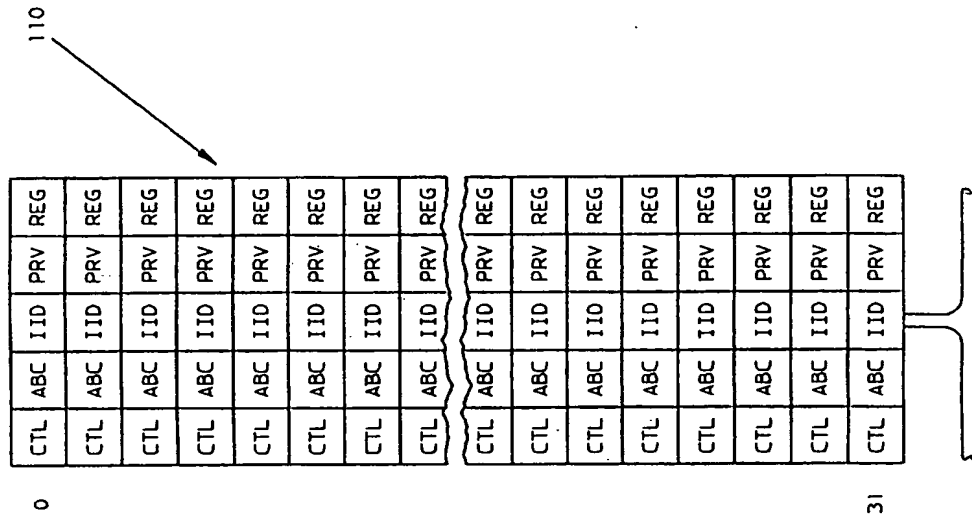 31 0
CTL CTL CTL CTL CTL CTL CTL CTL CTL CTL CTL CTL CTL CTL CTL CTL
ABC ABC ABC ABC ABC ABC ABC ABC ABC ABC ABC ABC ABC ABC ABC ABC
IID IID IID IID IID IID IID IID IID IID IID IID IID IID IID IID
PRV PRV PRV PRV PRV PRV PRV PRV PRV PRV PRV PRV PRV PRV PRV PRV
REG REG REG REG REG REG REG REG REG REG REG REG REG REG REG REG
110